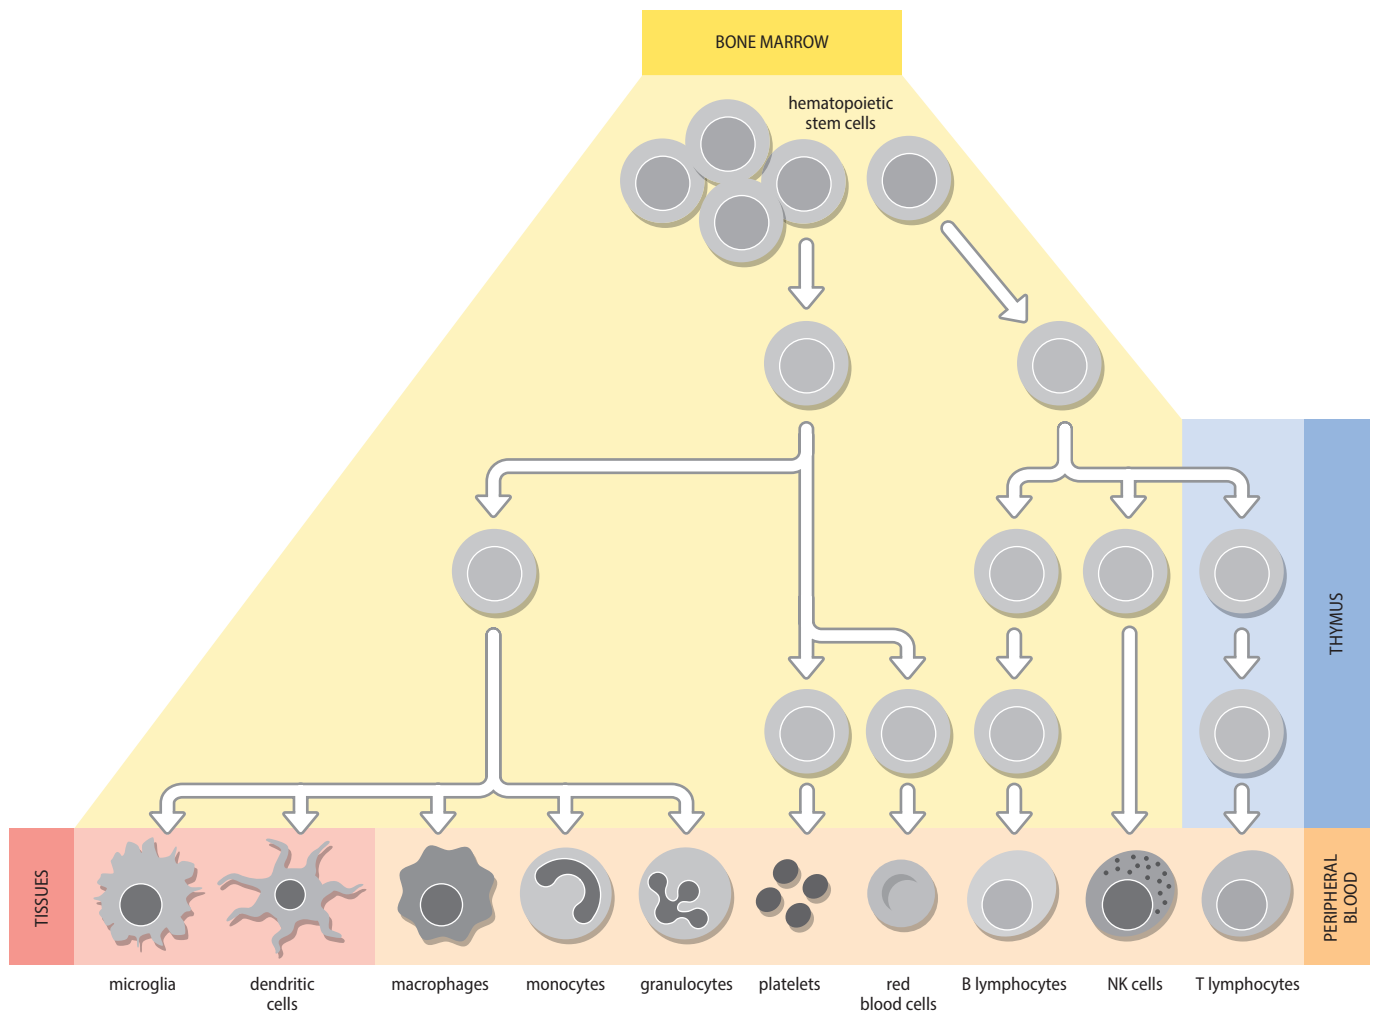 BONE MARROW
hematopoietic
stem cells
THYMUS
TISSUES
PERIPHERAL
BLOOD
microglia
dendritic
cells
macrophages
monocytes
granulocytes
platelets
red
blood cells
B lymphocytes
NK cells
T lymphocytes